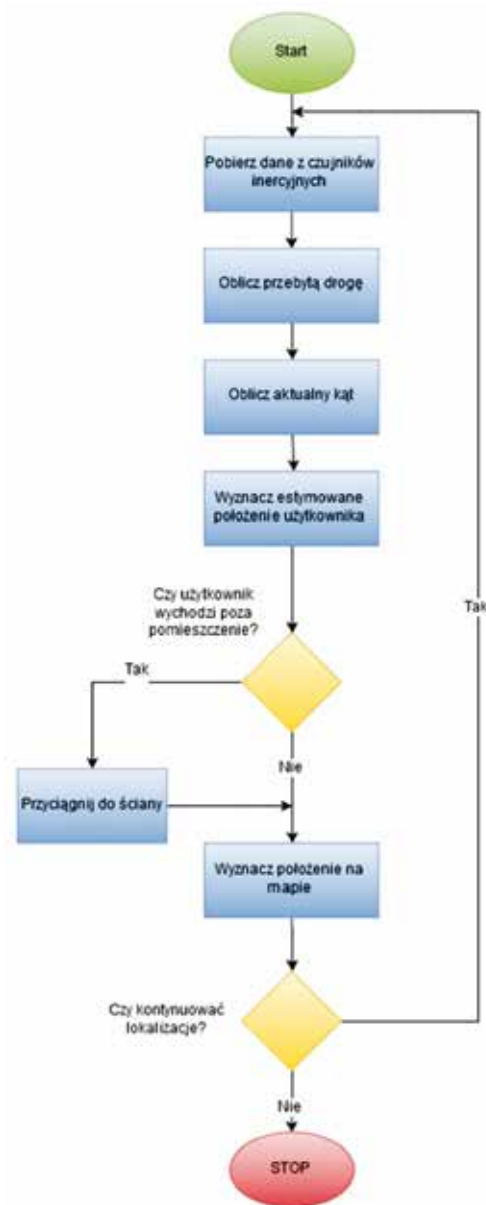 Start
Pobierz dane z czujników
inercyjnych
Oblicz przebytą drogę
Oblicz aktualny kąt
Wyznacz estymowane
położenie użytkownika
Czy użytkownik
wychodzi poza
pomieszczenie?
Tak
Tak
Nie
Przyciągnij do ściany
Wyznacz położenie na
mapie
Czy kontynuować
lokalizacje?
Nie
STOP